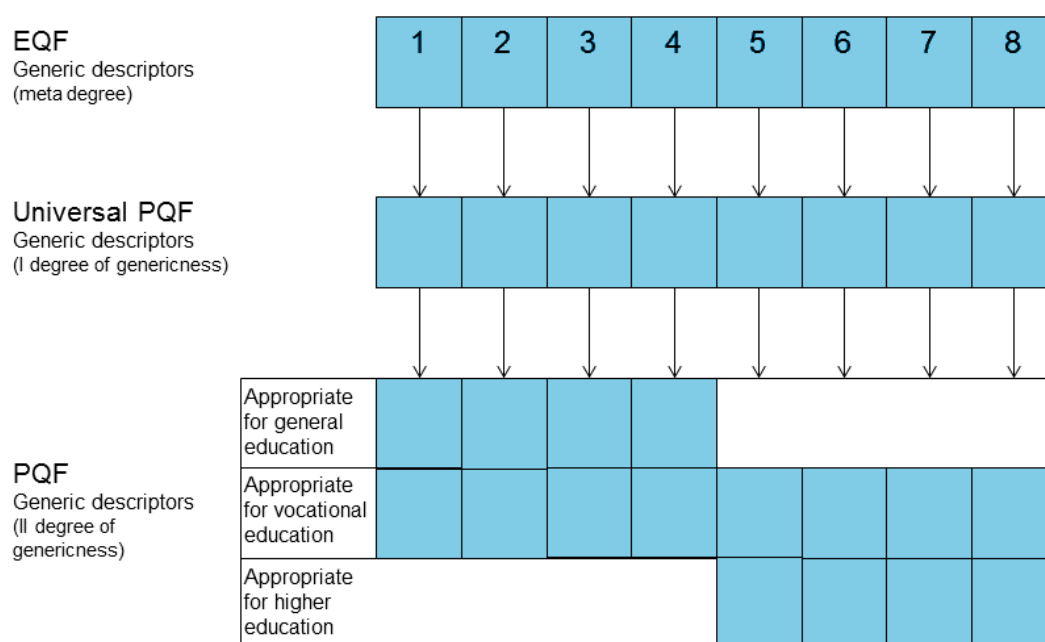 EQF
Generic descriptors
(meta degree)
1 2 3 4 5 6 7 8
Universal PQF
Generic descriptors
(I degree of genericness)
PQF
Generic descriptors
(II degree of
genericness)
Appropriate
for general
education
Appropriate
for vocational
education
Appropriate
for higher
education